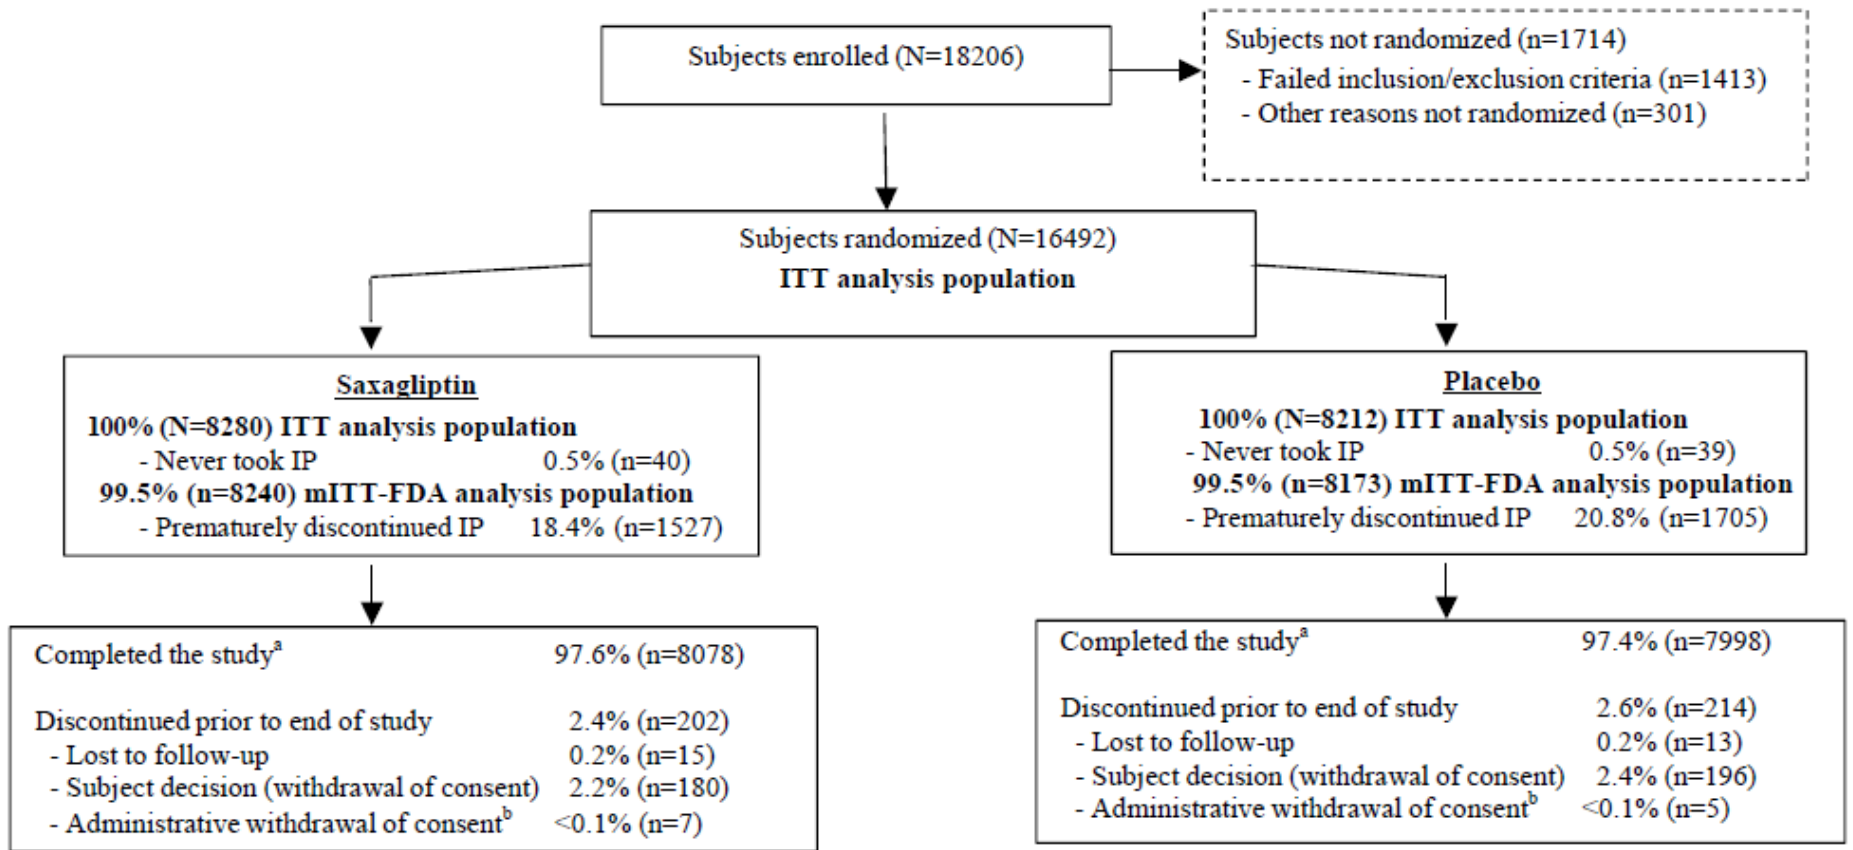 Subjects enrolled (N=18206)
Subjects not randomized (n=1714)
- Failed inclusion/exclusion criteria (n=1413)
- Other reasons not randomized (n=301)
Subjects randomized (N=16492)
ITT analysis population
Saxagliptin
100% (N=8280) ITT analysis population
- Never took IP 0.5% (n=40)
99.5% (n=8240) mITT-FDA analysis population
- Prematurely discontinued IP 18.4% (n=1527)
Placebo
100% (N=8212) ITT analysis population
- Never took IP 0.5% (n=39)
99.5% (n=8173) mITT-FDA analysis population
- Prematurely discontinued IP 20.8% (n=1705)
Completed the studyᵃ 97.6% (n=8078)
Discontinued prior to end of study 2.4% (n=202)
- Lost to follow-up 0.2% (n=15)
- Subject decision (withdrawal of consent) 2.2% (n=180)
- Administrative withdrawal of consentᵇ <0.1% (n=7)
Completed the studyᵃ 97.4% (n=7998)
Discontinued prior to end of study 2.6% (n=214)
- Lost to follow-up 0.2% (n=13)
- Subject decision (withdrawal of consent) 2.4% (n=196)
- Administrative withdrawal of consentᵇ <0.1% (n=5)